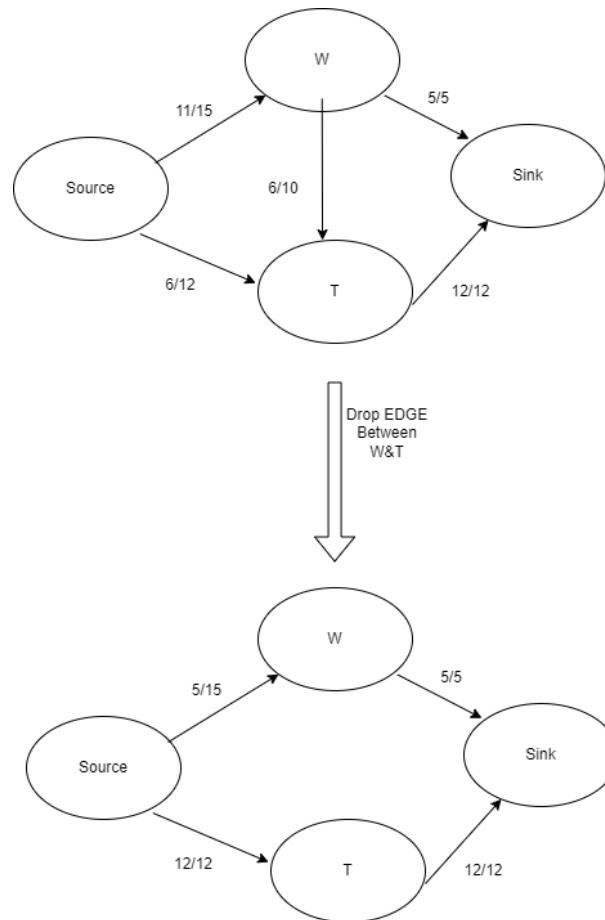 W
11/15
5/5
Source
Sink
6/10
6/12
T
12/12
Drop EDGE
Between
W&T
W
5/15
5/5
Source
Sink
12/12
T
12/12